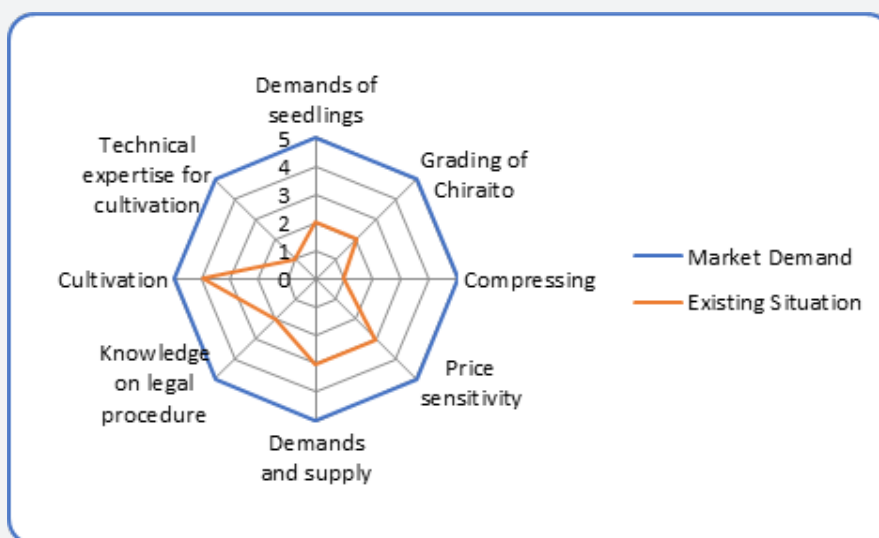 Demands of
seedlings
5
4
3
2
1
0
Technical
expertise for
cultivation
Grading of
Chiraito
Cultivation
Compressing
Knowledge
on legal
procedure
Price
sensitivity
Demands
and supply
Market Demand
Existing Situation